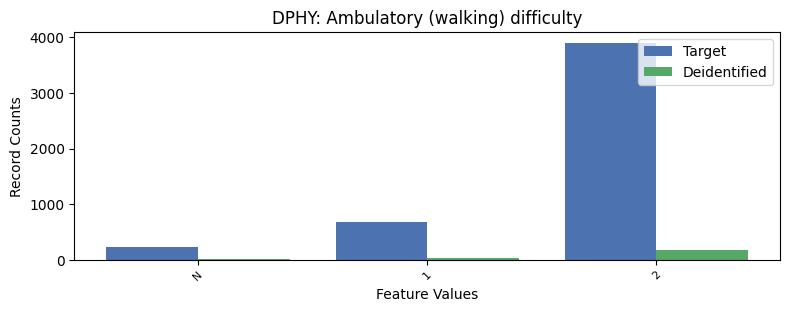 DPHY: Ambulatory (walking) difficulty
Target
Deidentified
Record Counts
4000
3000
2000
1000
0
N
1
2
Feature Values